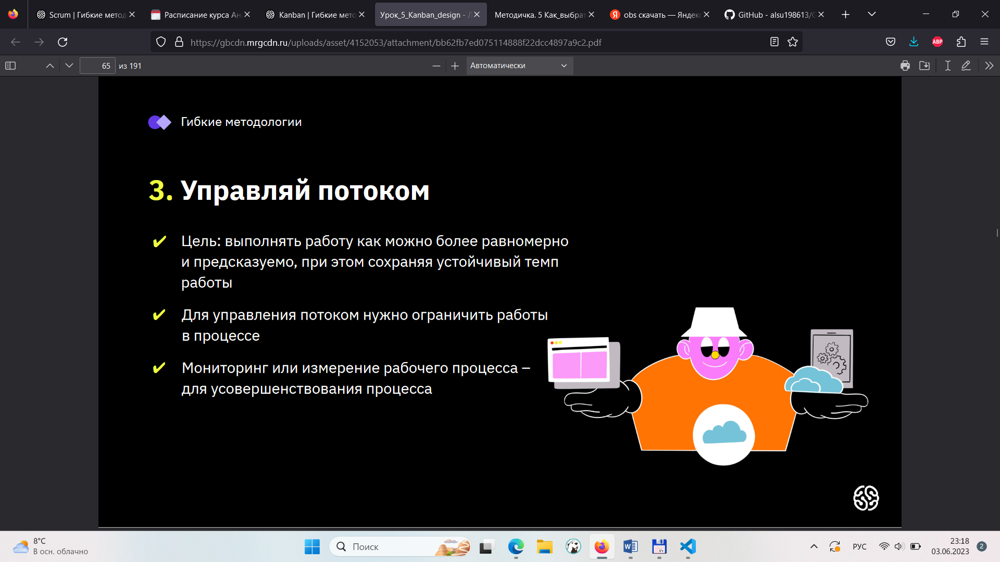 Scrum | Гибкие метод
Расписание курса Ан
Kanban | Гибкие мето
Урок_5_Kanban_design - Л
Методичка. 5 Как_выбрат
obs скачать — Яндекс
GitHub - alsu198613/G
https://gbcdn.mrgcdn.ru/uploads/asset/4152053/attachment/bb62fb7ed075114888f22dcc4897a9c2.pdf
ABP
65 из 191
Автоматически
Гибкие методологии
3. Управляй потоком
✔ Цель: выполнять работу как можно более равномерно
и предсказуемо, при этом сохраняя устойчивый темп
работы
✔ Для управления потоком нужно ограничить работы
в процессе
✔ Мониторинг или измерение рабочего процесса –
для усовершенствования процесса
8°C
В осн. облачно
Поиск
64
РУС
23:18
03.06.2023
2